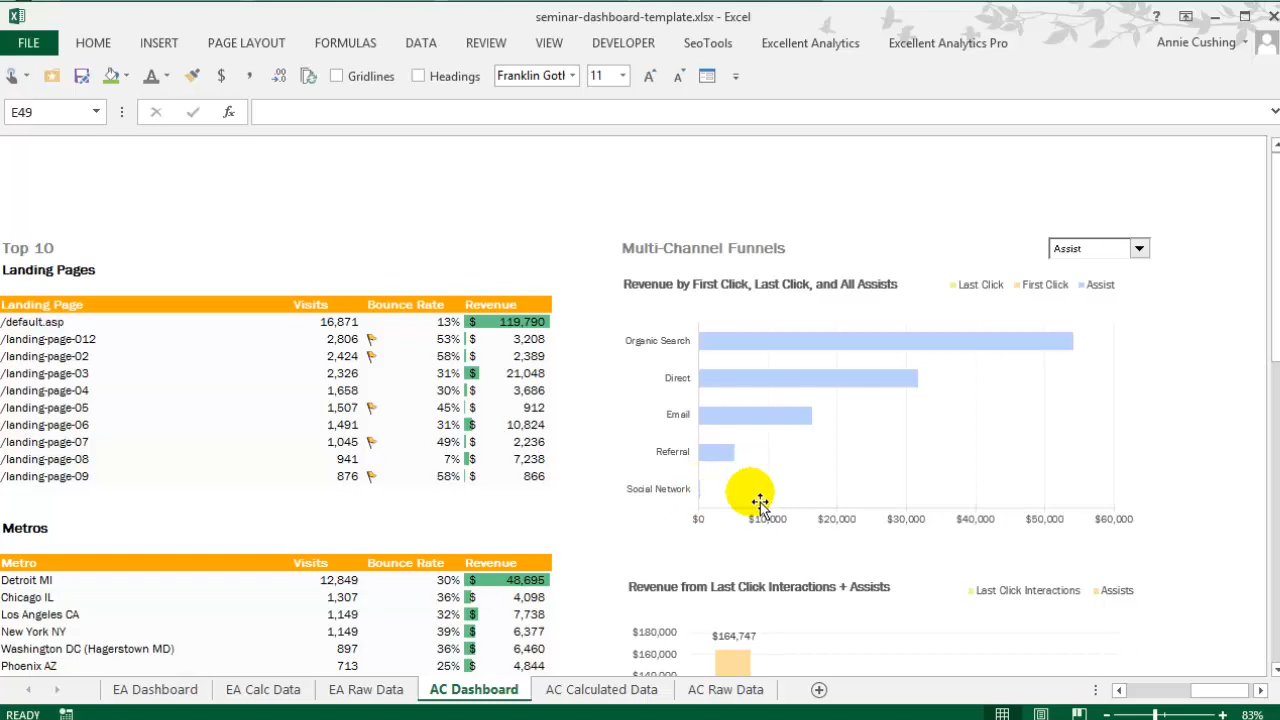 seminar-dashboard-template.xlsx - Excel
?
FILE HOME INSERT PAGE LAYOUT FORMULAS DATA REVIEW VIEW DEVELOPER SeoTools Excellent Analytics Excellent Analytics Pro Annie Cushing
Gridlines Headings Franklin Goth 11
E49
Top 10
Landing Pages
Landing Page Visits Bounce Rate Revenue
/default.asp 16,871 13% $ 119,790
/landing-page-012 2,806 53% $ 3,208
/landing-page-02 2,424 58% $ 2,389
/landing-page-03 2,326 31% $ 21,048
/landing-page-04 1,658 30% $ 3,686
/landing-page-05 1,507 45% $ 912
/landing-page-06 1,491 31% $ 10,824
/landing-page-07 1,045 49% $ 2,236
/landing-page-08 941 7% $ 7,238
/landing-page-09 876 58% $ 866
Metros
Metro Visits Bounce Rate Revenue
Detroit MI 12,849 30% $ 48,695
Chicago IL 1,307 36% $ 4,098
Los Angeles CA 1,149 32% $ 7,738
New York NY 1,149 39% $ 6,377
Washington DC (Hagerstown MD) 897 36% $ 6,460
Phoenix AZ 713 25% $ 4,844
Multi-Channel Funnels
Assist
Revenue by First Click, Last Click, and All Assists
Last Click First Click Assist
Organic Search
Direct
Email
Referral
Social Network
$0 $10,000 $20,000 $30,000 $40,000 $50,000 $60,000
Revenue from Last Click Interactions + Assists
Last Click Interactions Assists
$180,000
$164,747
$160,000
$140,000
EA Dashboard EA Calc Data EA Raw Data AC Dashboard AC Calculated Data AC Raw Data
READY 83%